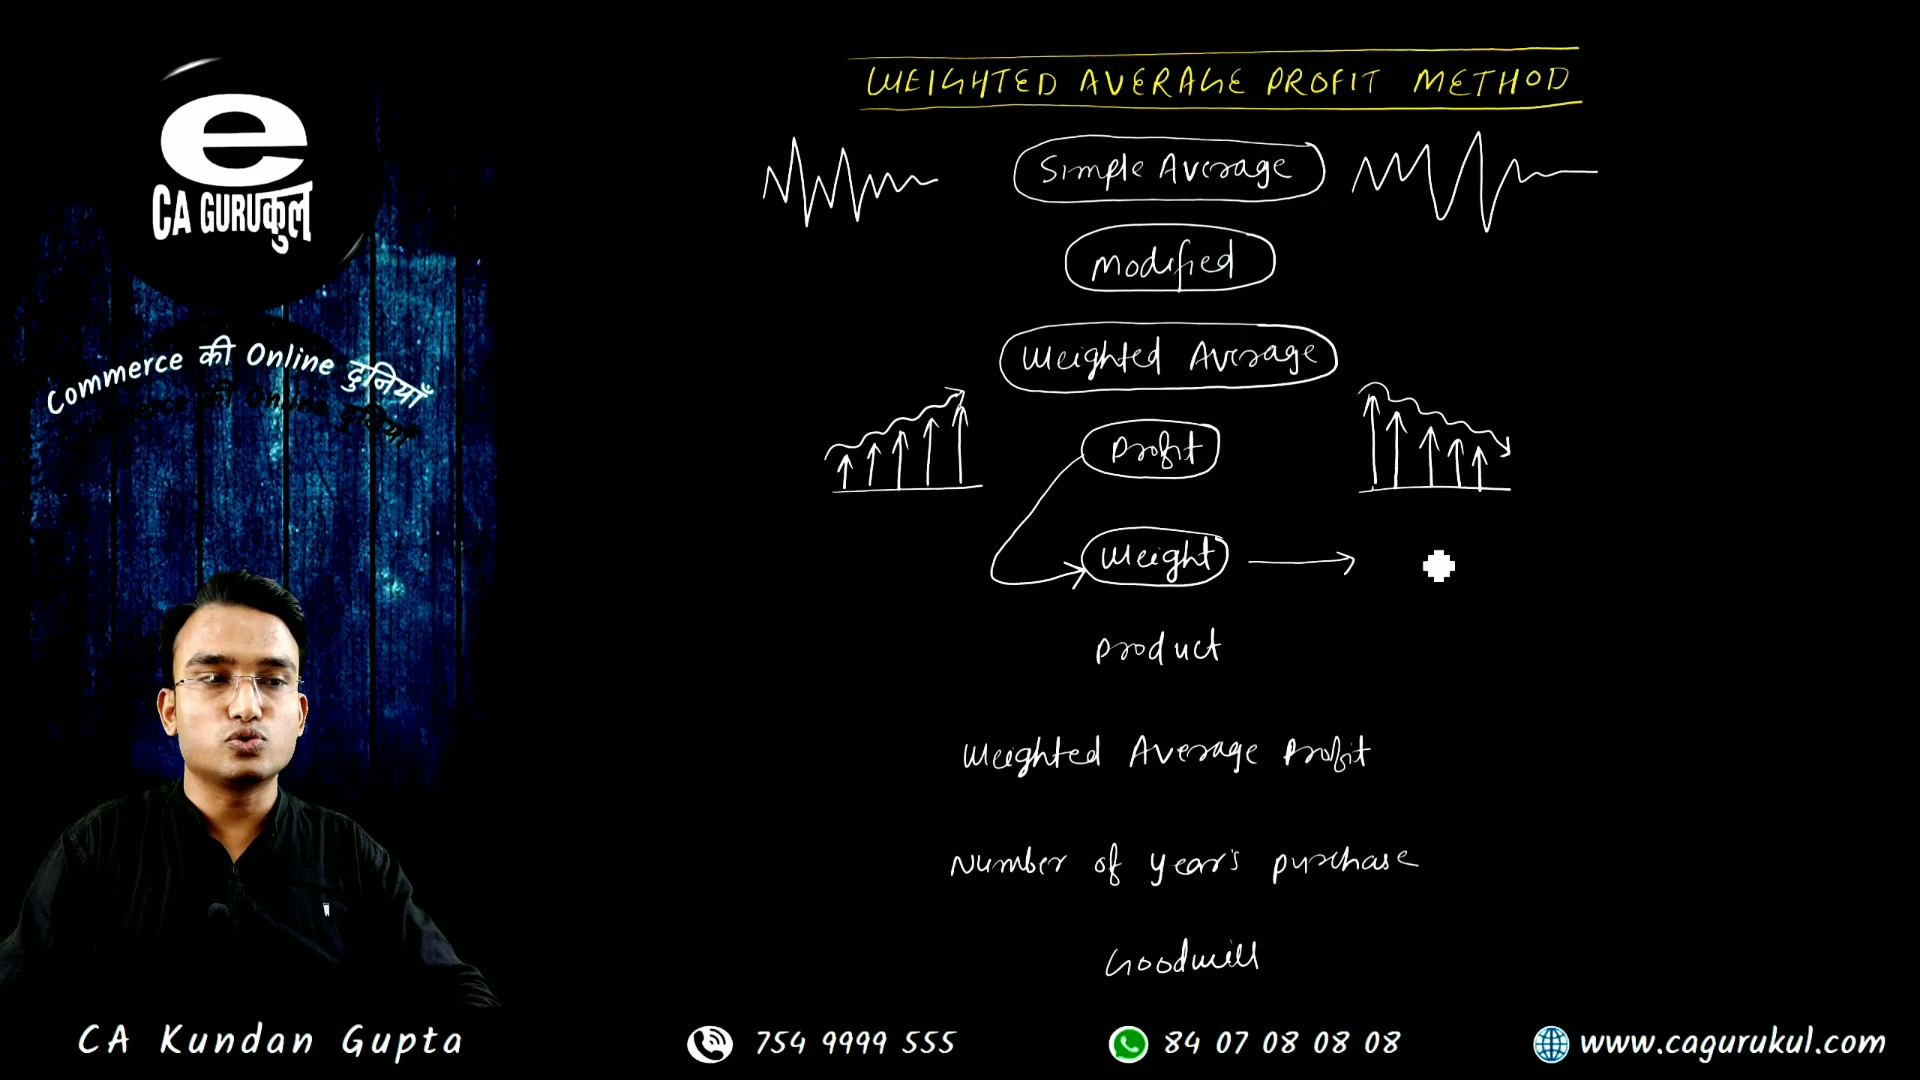 e
CA GURUकुल
Commerce की Online दुनियाँ
WEIGHTED AVERAGE PROFIT METHOD
Simple Average
Modified
Weighted Average
Profit
Weight
Product
Weighted Average Profit
Number of year's purchase
Goodwill
CA Kundan Gupta
754 9999 555
84 07 08 08 08
www.cagurukul.com